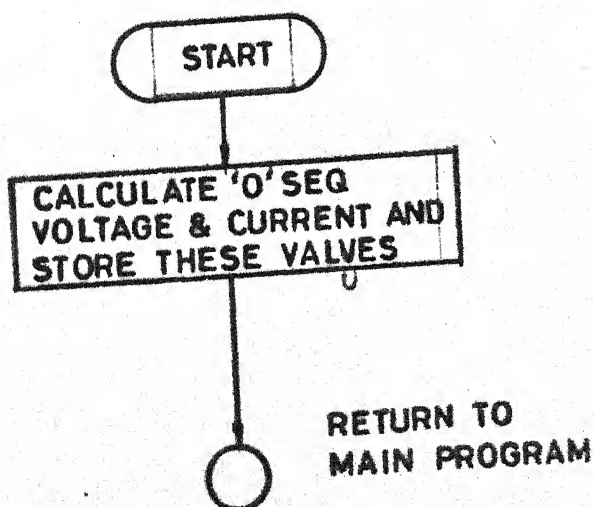 START
CALCULATE 'O' SEQ
VOLTAGE & CURRENT AND
STORE THESE VALVES
U
RETURN TO
MAIN PROGRAM